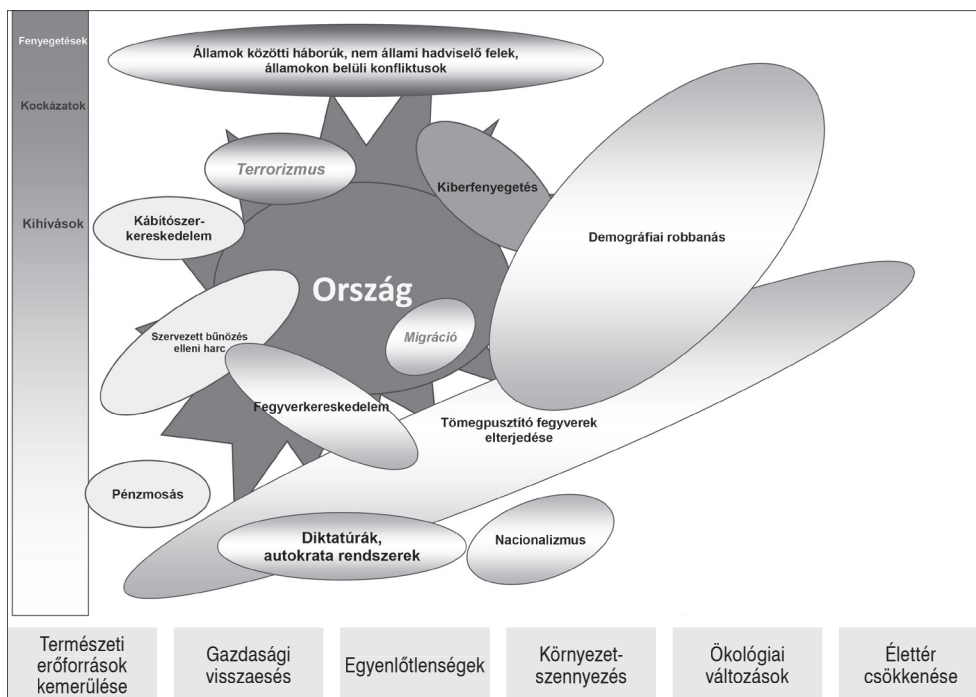 Fenyegetések
Kockázatok
Kihívások
Államok közötti háborúk, nem állami hadviselő felek,
államokon belüli konfliktusok
Terrorizmus
Kiberfenyegetés
Kábítószer-
kereskedelem
Demográfiai robbanás
Ország
Szervezett bűnözés
elleni harc
Migráció
Fegyverkereskedelem
Tömegpusztító fegyverek
elterjedése
Pénzmosás
Diktatúrák,
autokrata rendszerek
Nacionalizmus
Természeti
erőforrások
kemerülése
Gazdasági
visszaesés
Egyenlőtlenségek
Környezet-
szennyezés
Ökológiai
változások
Élettér
csökkenése